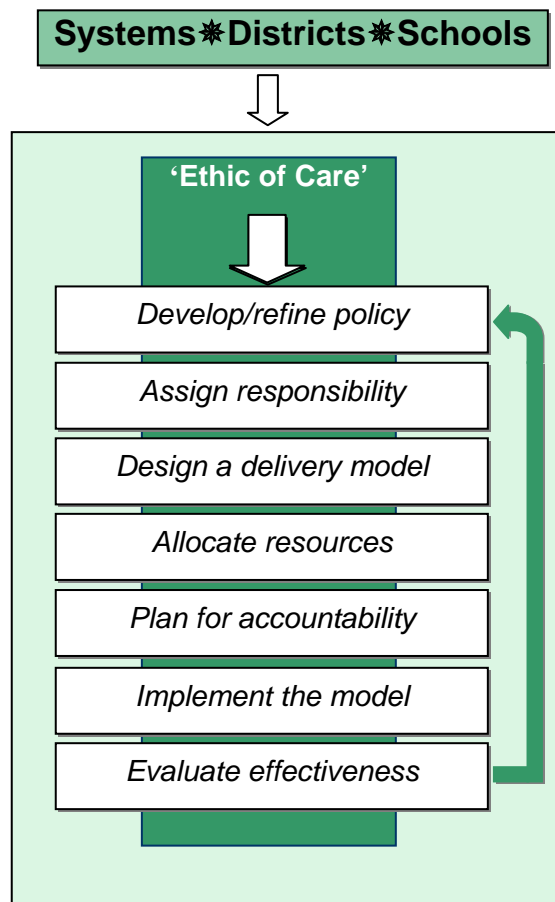 Systems✵Districts✵Schools
‘Ethic of Care’
Develop/refine policy
Assign responsibility
Design a delivery model
Allocate resources
Plan for accountability
Implement the model
Evaluate effectiveness